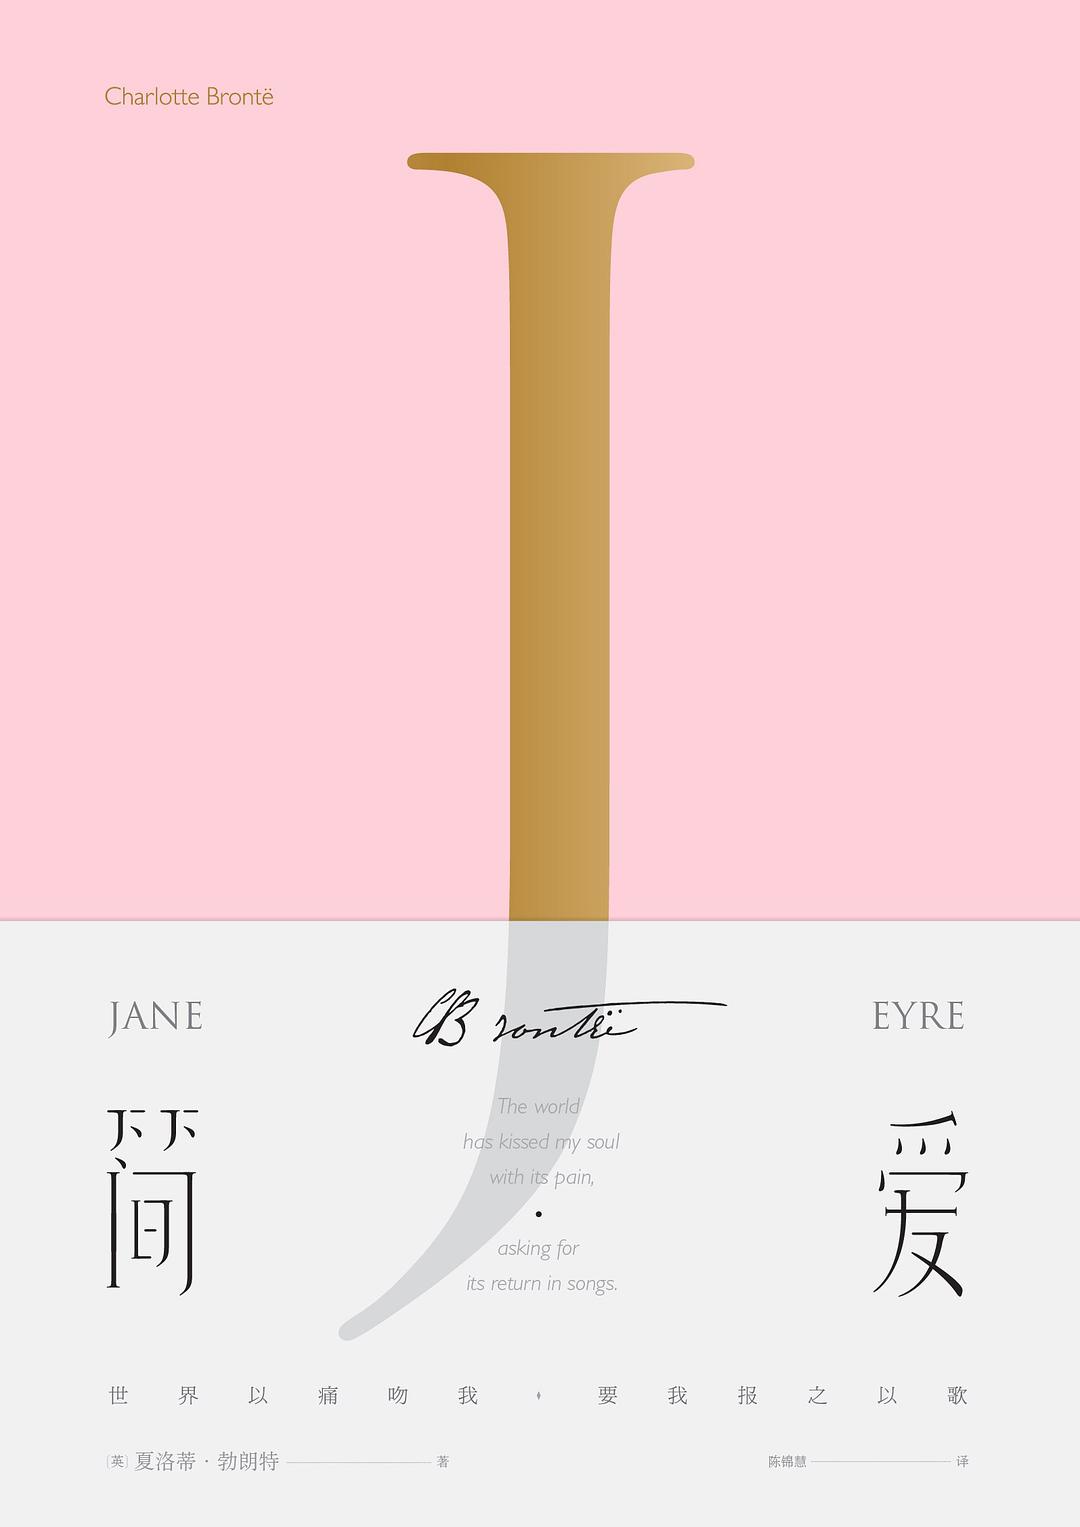 Charlotte Brontë
J
JANE
CBrontë
EYRE
简爱
The world
has kissed my soul
with its pain,
•
asking for
its return in songs.
世界以痛吻我 · 要我报之以歌
[英] 夏洛蒂 · 勃朗特 —— 著
陈锦慧 —— 译